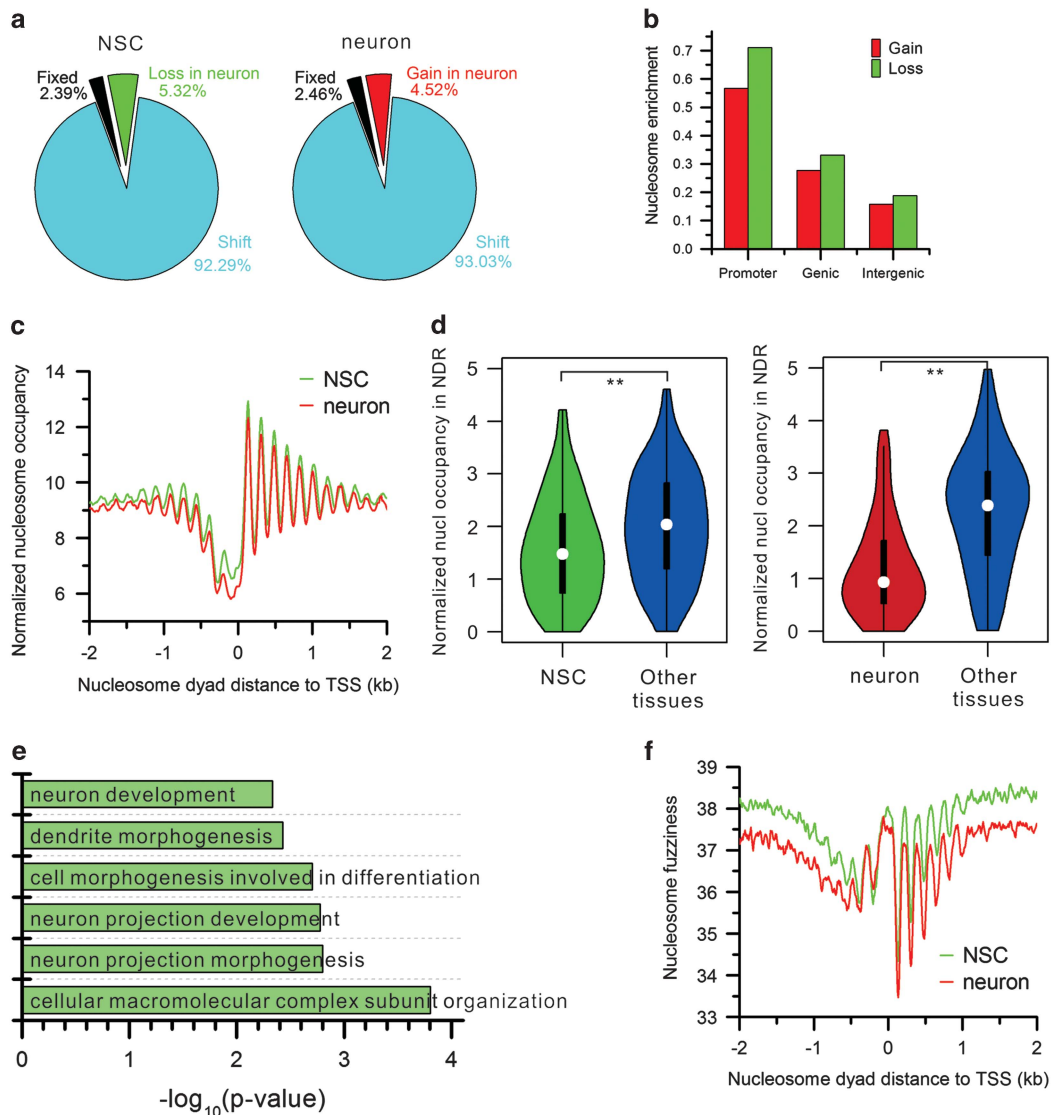 a
NSC
neuron
Fixed
2.39%
Loss in neuron
5.32%
Shift
92.29%
Fixed
2.46%
Gain in neuron
4.52%
Shift
93.03%
b
Nucleosome enrichment
0.7
0.6
0.5
0.4
0.3
0.2
0.1
0.0
Gain
Loss
Promoter
Genic
Intergenic
c
Normalized nucleosome occupancy
14
12
10
8
6
NSC
neuron
-2
-1
0
1
2
Nucleosome dyad distance to TSS (kb)
d
Normalized nucl occupancy in NDR
5
4
3
2
1
0
**
NSC
Other
tissues
Normalized nucl occupancy in NDR
5
4
3
2
1
0
**
neuron
Other
tissues
e
neuron development
dendrite morphogenesis
cell morphogenesis involved in differentiation
neuron projection development
neuron projection morphogenesis
cellular macromolecular complex subunit organization
0
1
2
3
4
-log10(p-value)
f
Nucleosome fuzziness
39
38
37
36
35
34
33
NSC
neuron
-2
-1
0
1
2
Nucleosome dyad distance to TSS (kb)